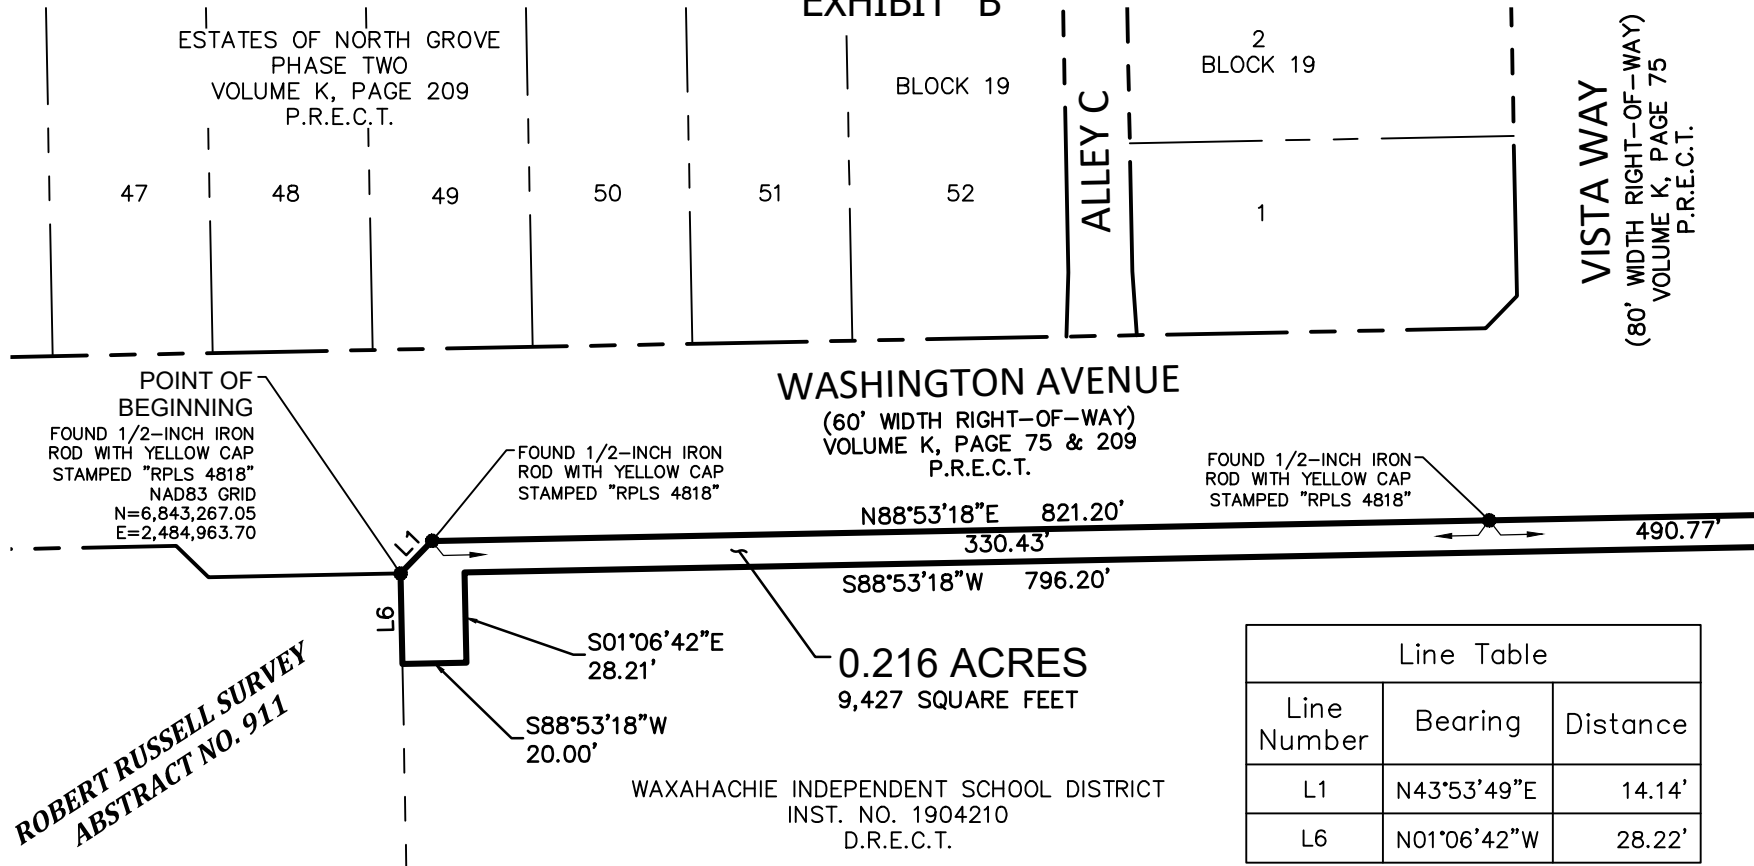 EXHIBIT "B"
ESTATES OF NORTH GROVE
PHASE TWO
VOLUME K, PAGE 209
P.R.E.C.T.
BLOCK 19
2
BLOCK 19
47
48
49
50
51
52
ALLEY C
1
VISTA WAY
(80' WIDTH RIGHT-OF-WAY)
VOLUME K, PAGE 75
P.R.E.C.T.
WASHINGTON AVENUE
(60' WIDTH RIGHT-OF-WAY)
VOLUME K, PAGE 75 & 209
P.R.E.C.T.
POINT OF
BEGINNING
FOUND 1/2-INCH IRON
ROD WITH YELLOW CAP
STAMPED "RPLS 4818"
NAD83 GRID
N=6,843,267.05
E=2,484,963.70
FOUND 1/2-INCH IRON
ROD WITH YELLOW CAP
STAMPED "RPLS 4818"
FOUND 1/2-INCH IRON
ROD WITH YELLOW CAP
STAMPED "RPLS 4818"
N88°53'18"E 821.20'
330.43'
490.77'
S88°53'18"W 796.20'
L1
L6
S01°06'42"E
28.21'
S88°53'18"W
20.00'
0.216 ACRES
9,427 SQUARE FEET
ROBERT RUSSELL SURVEY
ABSTRACT NO. 911
WAXAHACHIE INDEPENDENT SCHOOL DISTRICT
INST. NO. 1904210
D.R.E.C.T.
Line Table
Line Number Bearing Distance
L1 N43°53'49"E 14.14'
L6 N01°06'42"W 28.22'